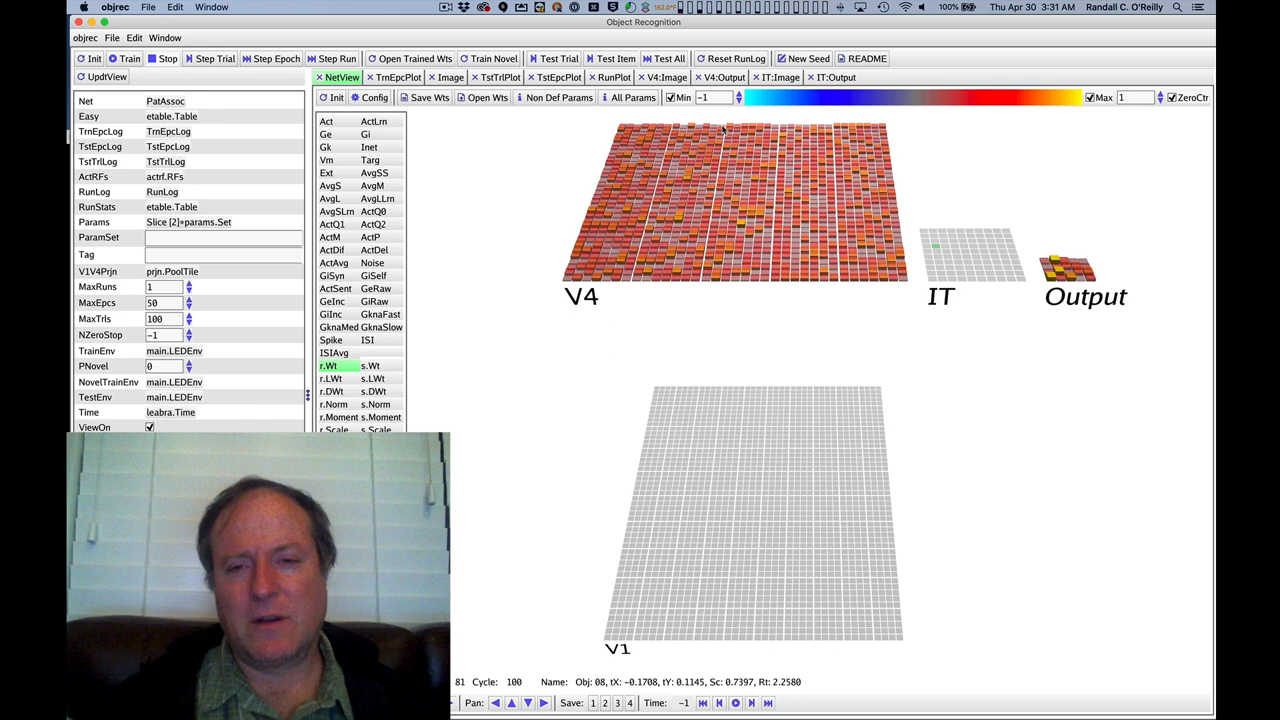 objrec File Edit Window 192.0°F 100% Thu Apr 30 3:31 AM Randall C. O'Reilly
Object Recognition
objrec File Edit Window
Init Train Stop Step Trial Step Epoch Step Run Open Trained Wts Train Novel Test Trial Test Item Test All Reset RunLog New Seed README
UpdtView
NetView TrnEpcPlot Image TstTrlPlot TstEpcPlot RunPlot V4:Image V4:Output IT:Image IT:Output
Init Config Save Wts Open Wts Non Def Params All Params Min -1 Max 1 ZeroCtr
Net PatAssoc
Easy etable.Table
TrnEpcLog TrnEpcLog
TstEpcLog TstEpcLog
TstTrlLog TstTrlLog
ActRFs actrf.RFs
RunLog RunLog
RunStats etable.Table
Params Slice [2]+params.Set
ParamSet
Tag
V1V4Prjn prjn.PoolTile
MaxRuns 1
MaxEpcs 50
MaxTrls 100
NZeroStop -1
TrainEnv main.LEDEnv
PNovel 0
NovelTrainEnv main.LEDEnv
TestEnv main.LEDEnv
Time leabra.Time
ViewOn
Act ActLrn
Ge Gi
Gk Inet
Vm Targ
Ext AvgSS
AvgS AvgM
AvgL AvgLLrn
AvgSLrn ActQ0
ActQ1 ActQ2
ActM ActP
ActDif ActDel
ActAvg Noise
GiSyn GiSelf
ActSent GeRaw
GeInc GiRaw
GiInc GknaFast
GknaMed GknaSlow
Spike ISI
ISIAvg
r.Wt s.Wt
r.LWt s.LWt
r.DWt s.DWt
r.Norm s.Norm
r.Moment s.Moment
r.Scale s.Scale
V4 IT Output
V1
81 Cycle: 100 Name: Obj: 08, tX: -0.1708, tY: 0.1145, Sc: 0.7397, Rt: 2.2580
Pan: Save: 1 2 3 4 Time: -1